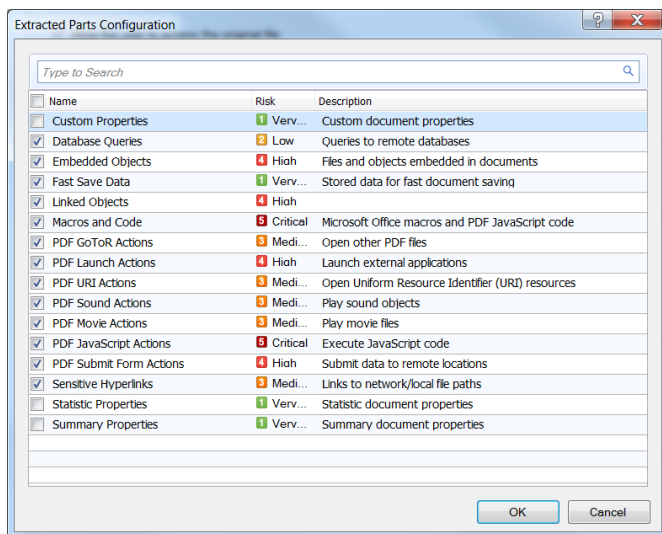 Extracted Parts Configuration
Type to Search
Name Risk Description
Custom Properties 1 Very... Custom document properties
Database Queries 2 Low Queries to remote databases
Embedded Objects 4 High Files and objects embedded in documents
Fast Save Data 1 Very... Stored data for fast document saving
Linked Objects 4 High
Macros and Code 5 Critical Microsoft Office macros and PDF JavaScript code
PDF GoToR Actions 3 Medi... Open other PDF files
PDF Launch Actions 4 High Launch external applications
PDF URI Actions 3 Medi... Open Uniform Resource Identifier (URI) resources
PDF Sound Actions 3 Medi... Play sound objects
PDF Movie Actions 3 Medi... Play movie files
PDF JavaScript Actions 5 Critical Execute JavaScript code
PDF Submit Form Actions 4 High Submit data to remote locations
Sensitive Hyperlinks 3 Medi... Links to network/local file paths
Statistic Properties 1 Very... Statistic document properties
Summary Properties 1 Very... Summary document properties
OK Cancel